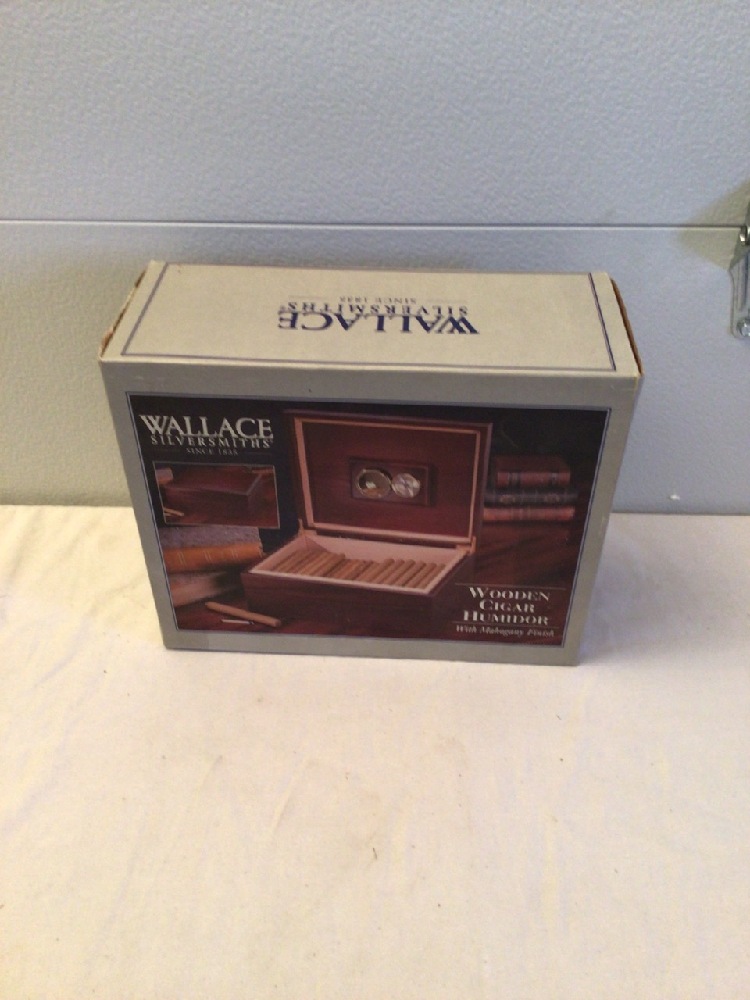 WALLACE
SILVERSMITHS®
SINCE 1835
WALLACE
SILVERSMITHS®
SINCE 1835
WOODEN
CIGAR
HUMIDOR
With Mahogany Finish